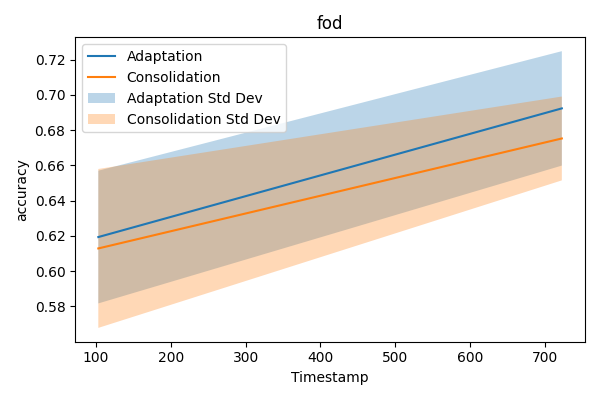 fod
Adaptation
Consolidation
Adaptation Std Dev
Consolidation Std Dev
accuracy
0.72
0.70
0.68
0.66
0.64
0.62
0.60
0.58
100 200 300 400 500 600 700
Timestamp